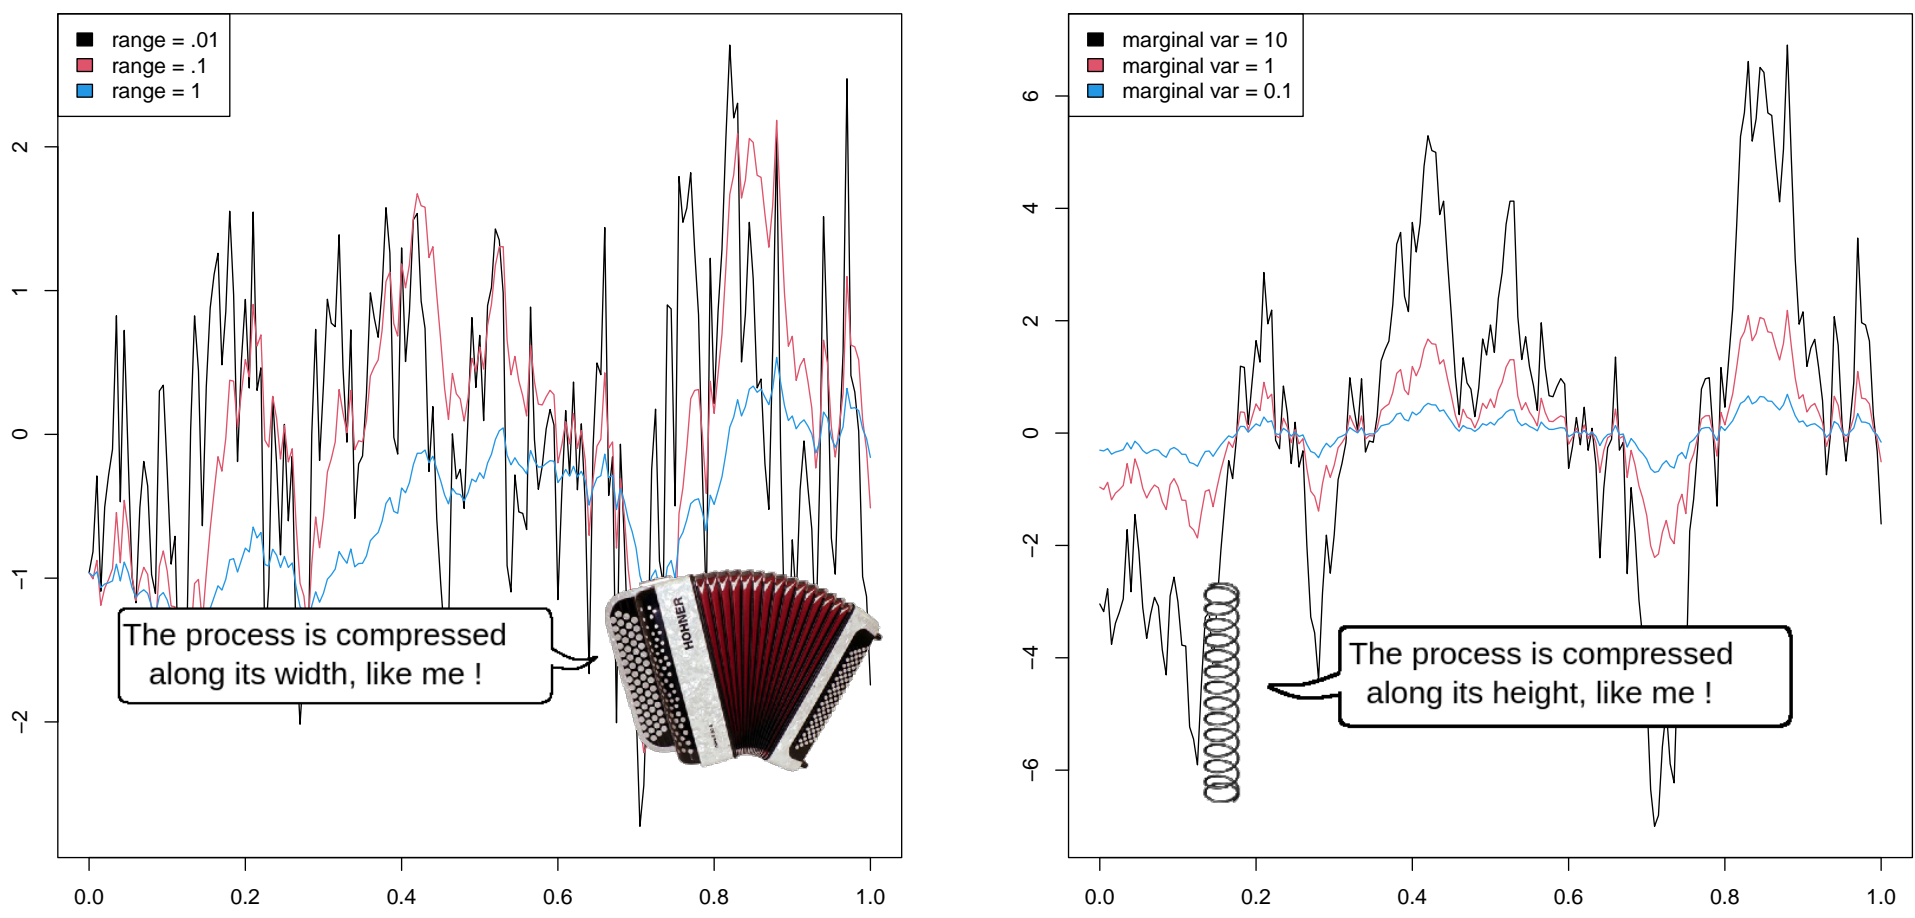 range = .01
range = .1
range = 1
2
1
0
−1
−2
0.0 0.2 0.4 0.6 0.8 1.0
The process is compressed
along its width, like me !
HOHNER
marginal var = 10
marginal var = 1
marginal var = 0.1
6
4
2
0
−2
−4
−6
0.0 0.2 0.4 0.6 0.8 1.0
The process is compressed
along its height, like me !